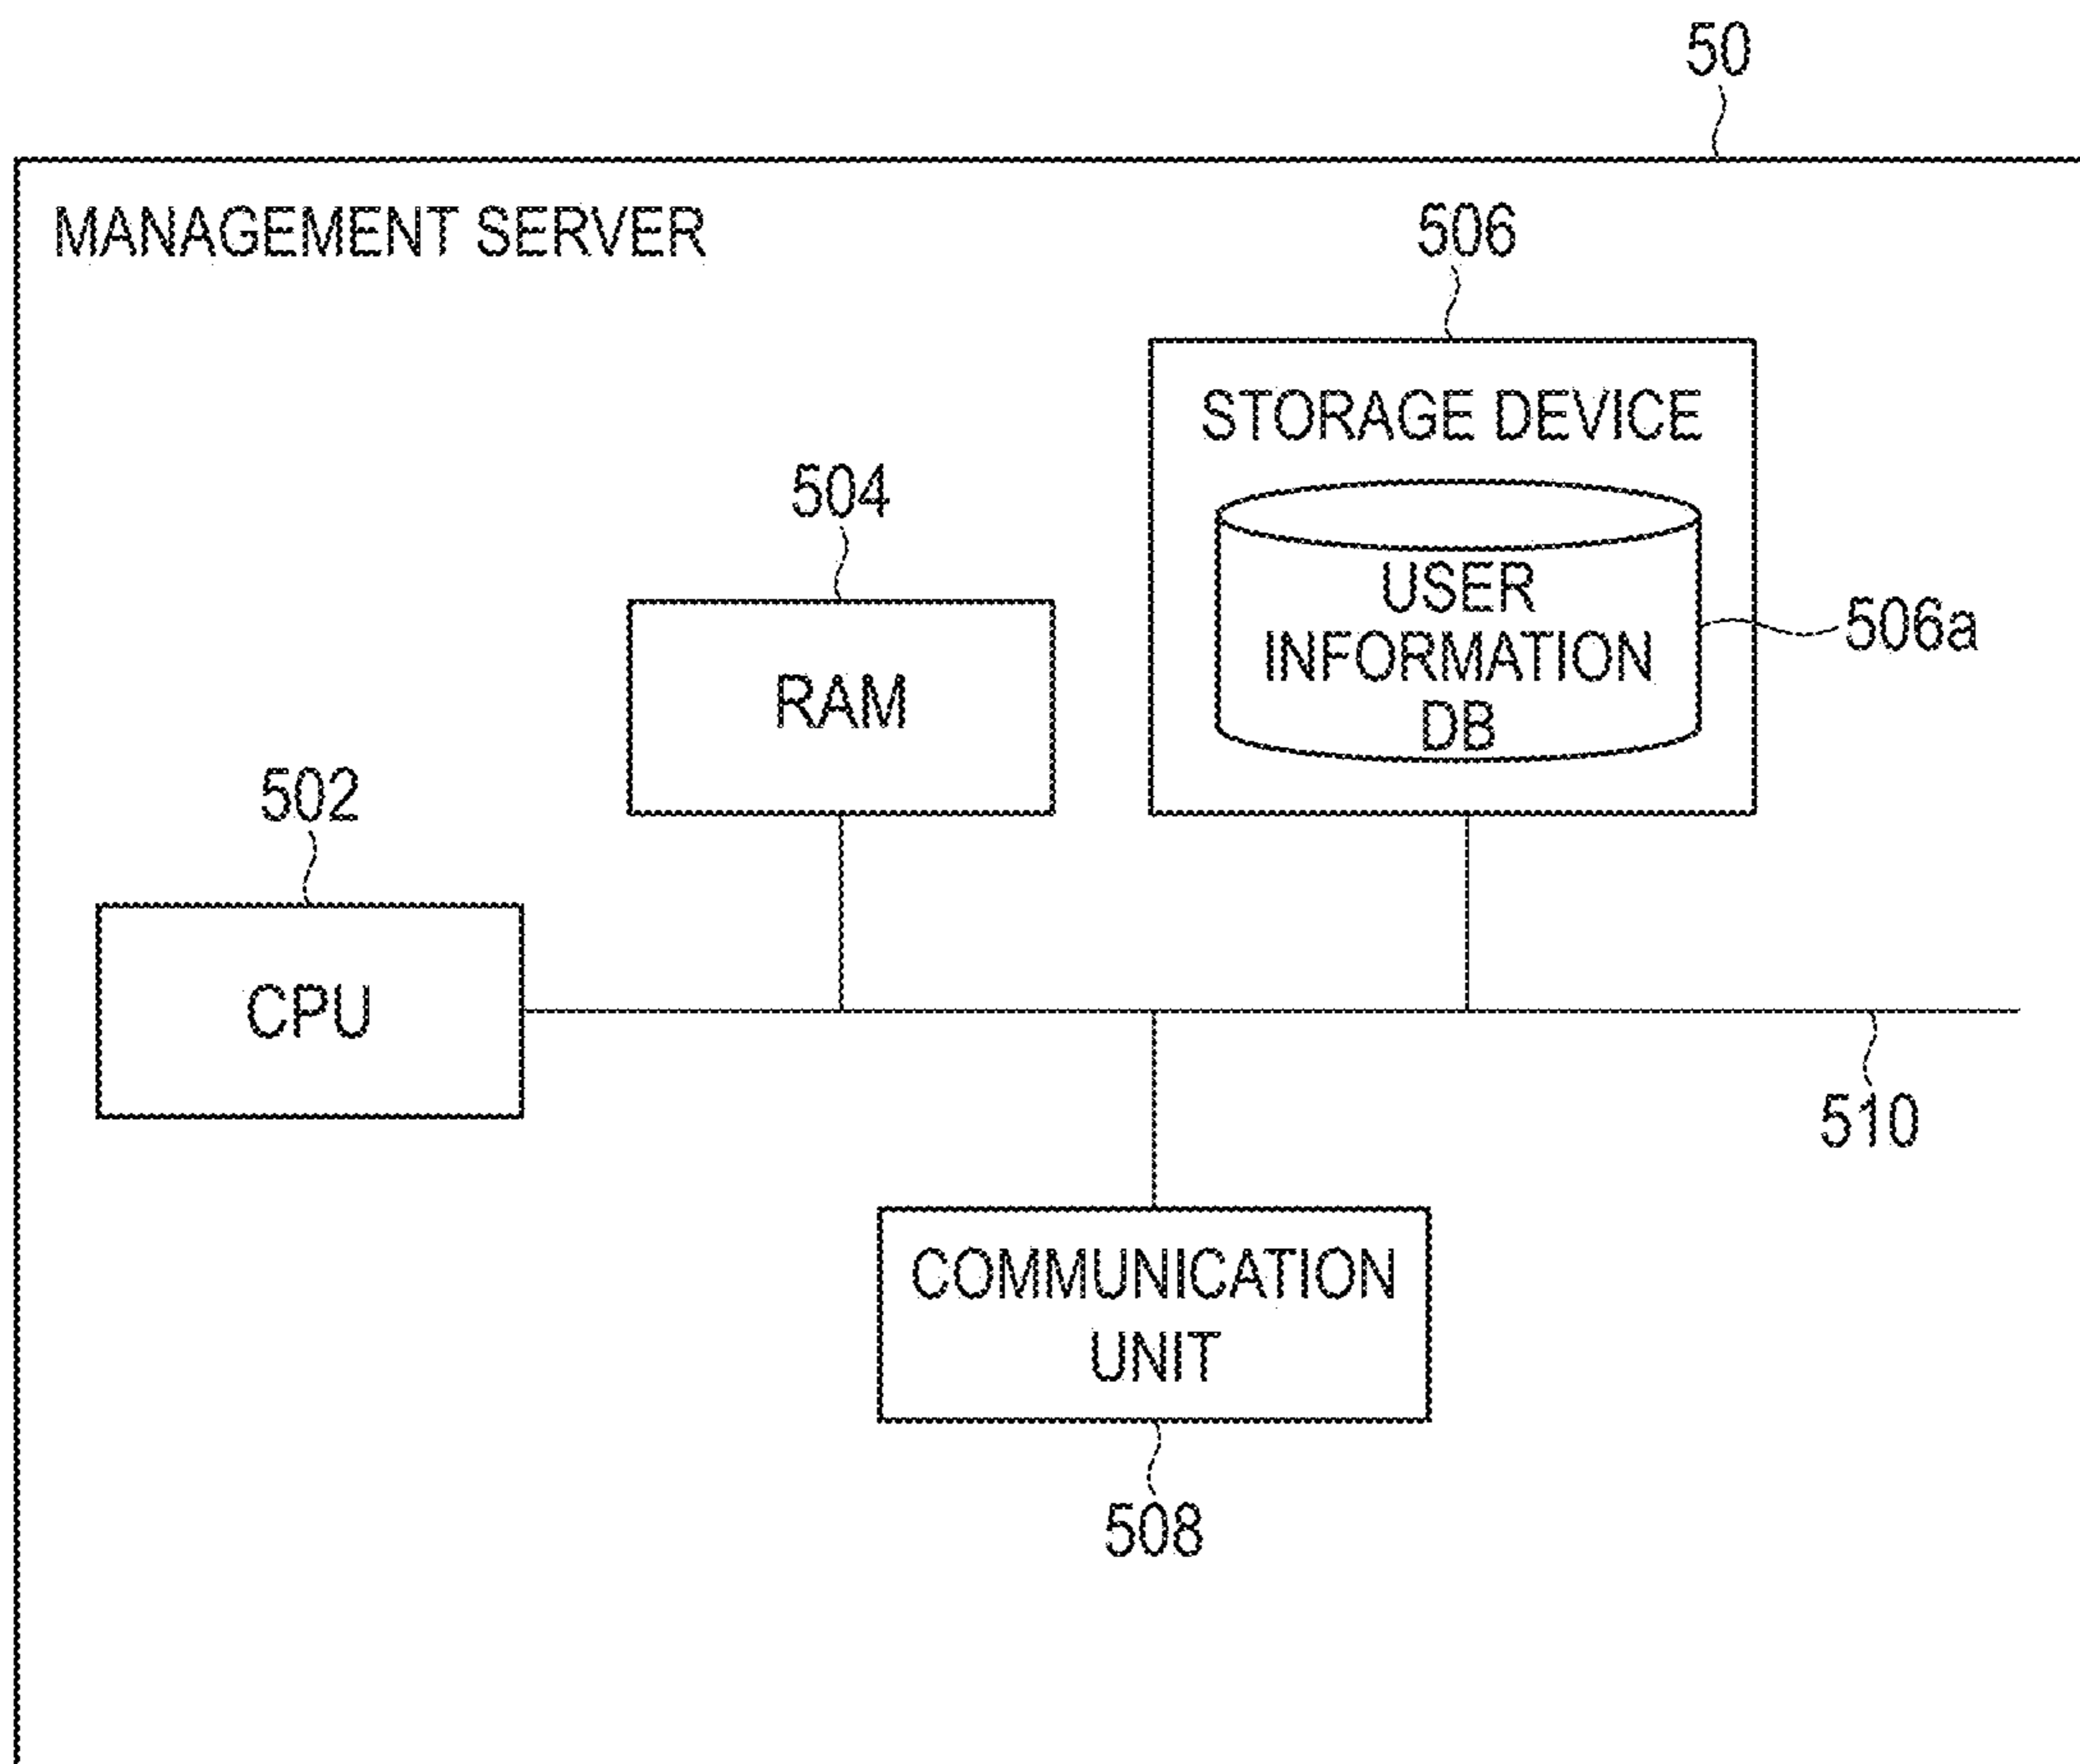 50
MANAGEMENT SERVER
506
STORAGE DEVICE
504
USER
INFORMATION
DB
506a
RAM
502
CPU
510
COMMUNICATION
UNIT
508